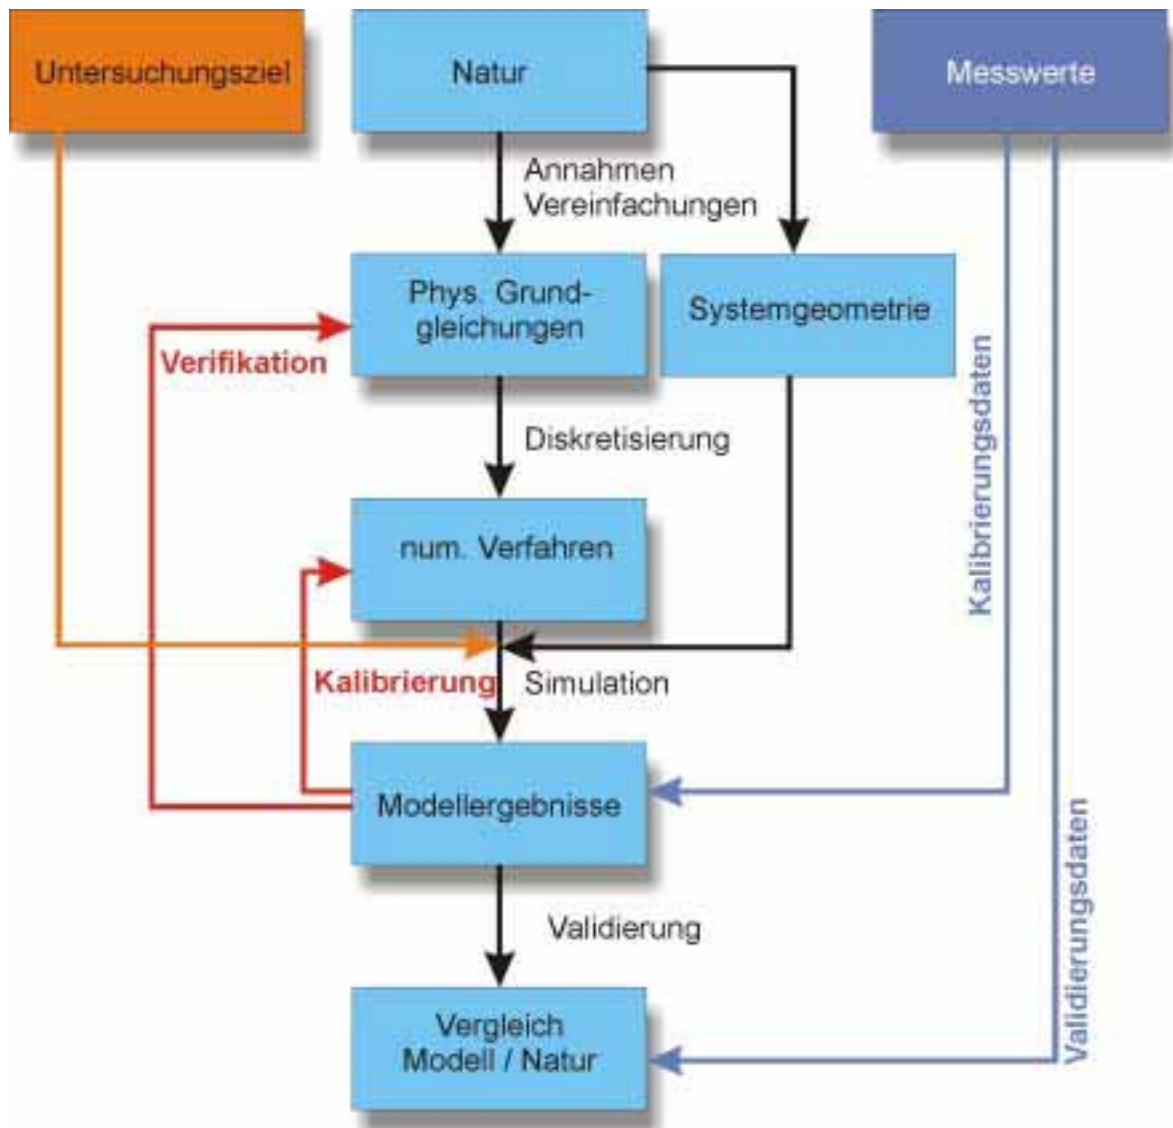 Untersuchungsziel
Natur
Messwerte
Annahmen
Vereinfachungen
Phys. Grund-
gleichungen
Systemgeometrie
Verifikation
Kalibrierungsdaten
Diskretisierung
num. Verfahren
Kalibrierung
Simulation
Modellergebnisse
Validierungsdaten
Validierung
Vergleich
Modell / Natur